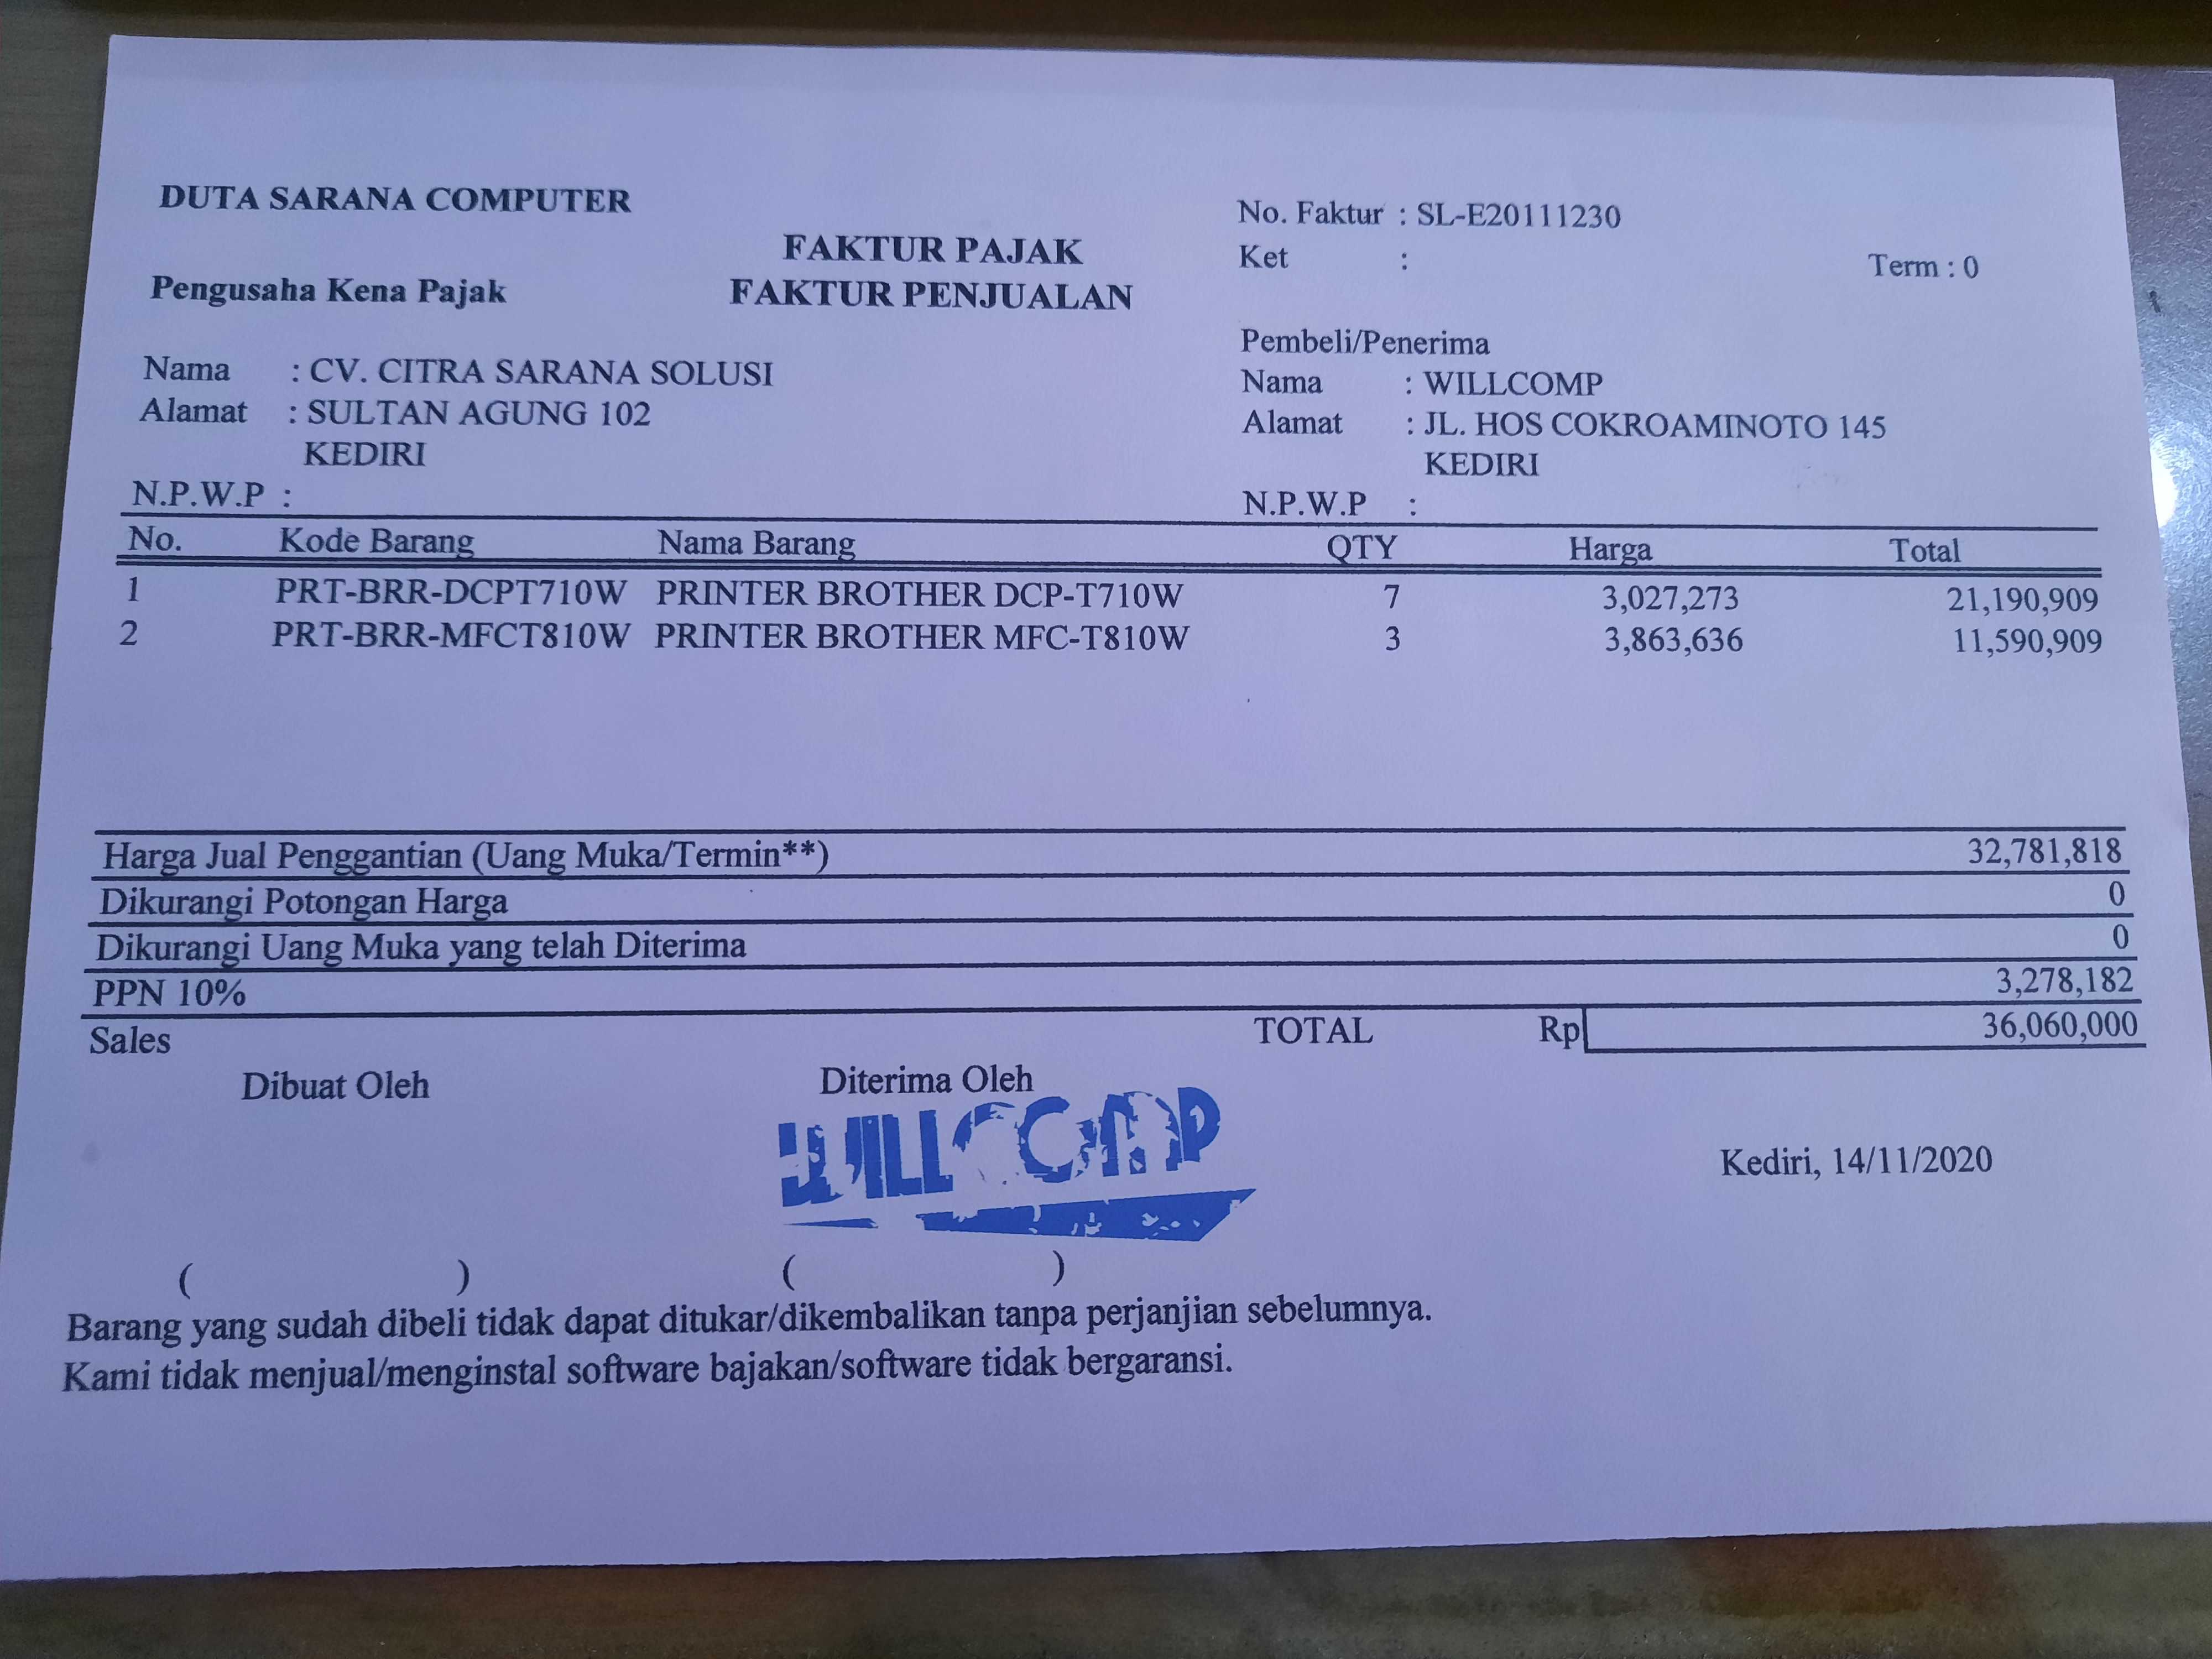 DUTA SARANA COMPUTER
No. Faktur : SL-E20111230
FAKTUR PAJAK
Ket :
Term : 0
Pengusaha Kena Pajak
FAKTUR PENJUALAN
Pembeli/Penerima
Nama : CV. CITRA SARANA SOLUSI
Nama : WILLCOMP
Alamat : SULTAN AGUNG 102
Alamat : JL. HOS COKROAMINOTO 145
KEDIRI
KEDIRI
N.P.W.P :
N.P.W.P :
No. Kode Barang Nama Barang QTY Harga Total
1 PRT-BRR-DCPT710W PRINTER BROTHER DCP-T710W 7 3,027,273 21,190,909
2 PRT-BRR-MFCT810W PRINTER BROTHER MFC-T810W 3 3,863,636 11,590,909
Harga Jual Penggantian (Uang Muka/Termin**) 32,781,818
Dikurangi Potongan Harga 0
Dikurangi Uang Muka yang telah Diterima 0
PPN 10% 3,278,182
Sales TOTAL Rp 36,060,000
Dibuat Oleh Diterima Oleh
WILLCOMP
Kediri, 14/11/2020
( ) ( )
Barang yang sudah dibeli tidak dapat ditukar/dikembalikan tanpa perjanjian sebelumnya.
Kami tidak menjual/menginstal software bajakan/software tidak bergaransi.